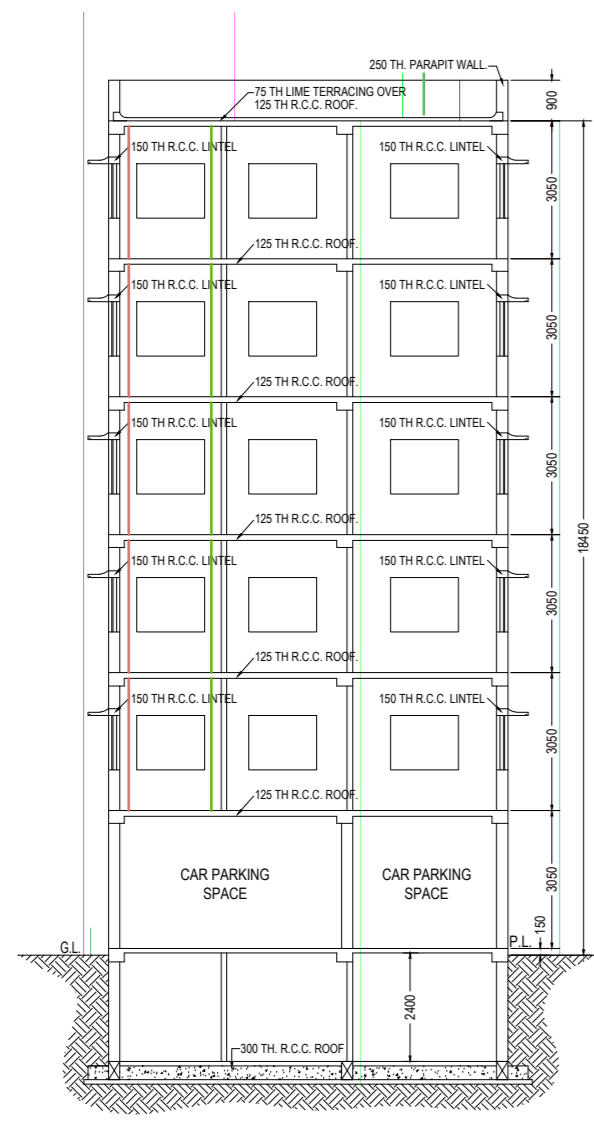 250 TH. PARAPIT WALL.
75 TH LIME TERRACING OVER
125 TH R.C.C. ROOF.
900
150 TH R.C.C. LINTEL
150 TH R.C.C. LINTEL
3050
125 TH R.C.C. ROOF.
150 TH R.C.C. LINTEL
150 TH R.C.C. LINTEL
3050
125 TH R.C.C. ROOF.
150 TH R.C.C. LINTEL
150 TH R.C.C. LINTEL
3050
18450
125 TH R.C.C. ROOF.
150 TH R.C.C. LINTEL
150 TH R.C.C. LINTEL
3050
125 TH R.C.C. ROOF.
150 TH R.C.C. LINTEL
150 TH R.C.C. LINTEL
3050
125 TH R.C.C. ROOF.
CAR PARKING
SPACE
CAR PARKING
SPACE
3050
150
G.L.
P.L.
2400
300 TH. R.C.C. ROOF